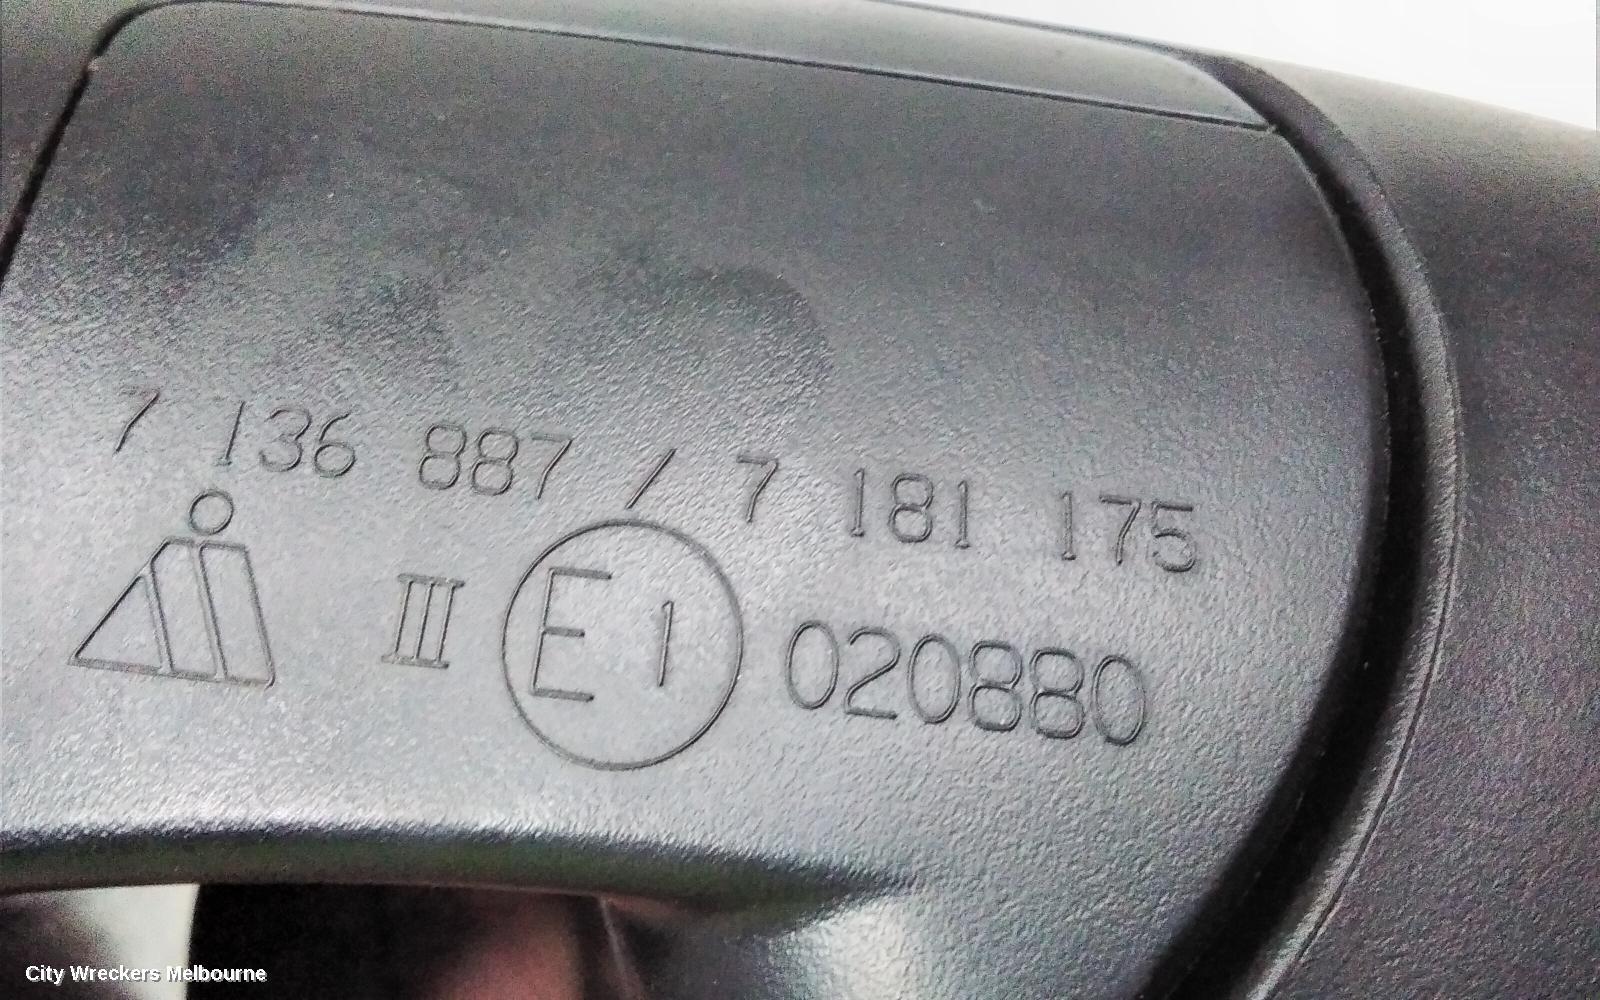 7 136 887 / 7 181 175
III E1 020880
City Wreckers Melbourne